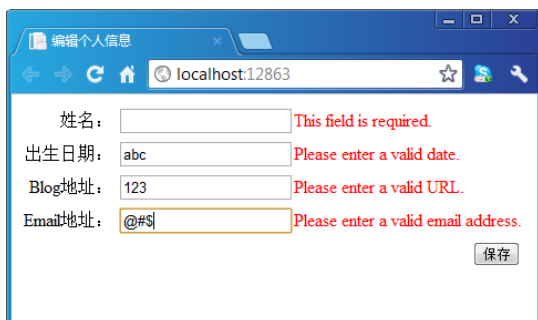 编辑个人信息
localhost:12863
姓名： This field is required.
出生日期： abc Please enter a valid date.
Blog地址： 123 Please enter a valid URL.
Email地址： @#$ Please enter a valid email address.
保存